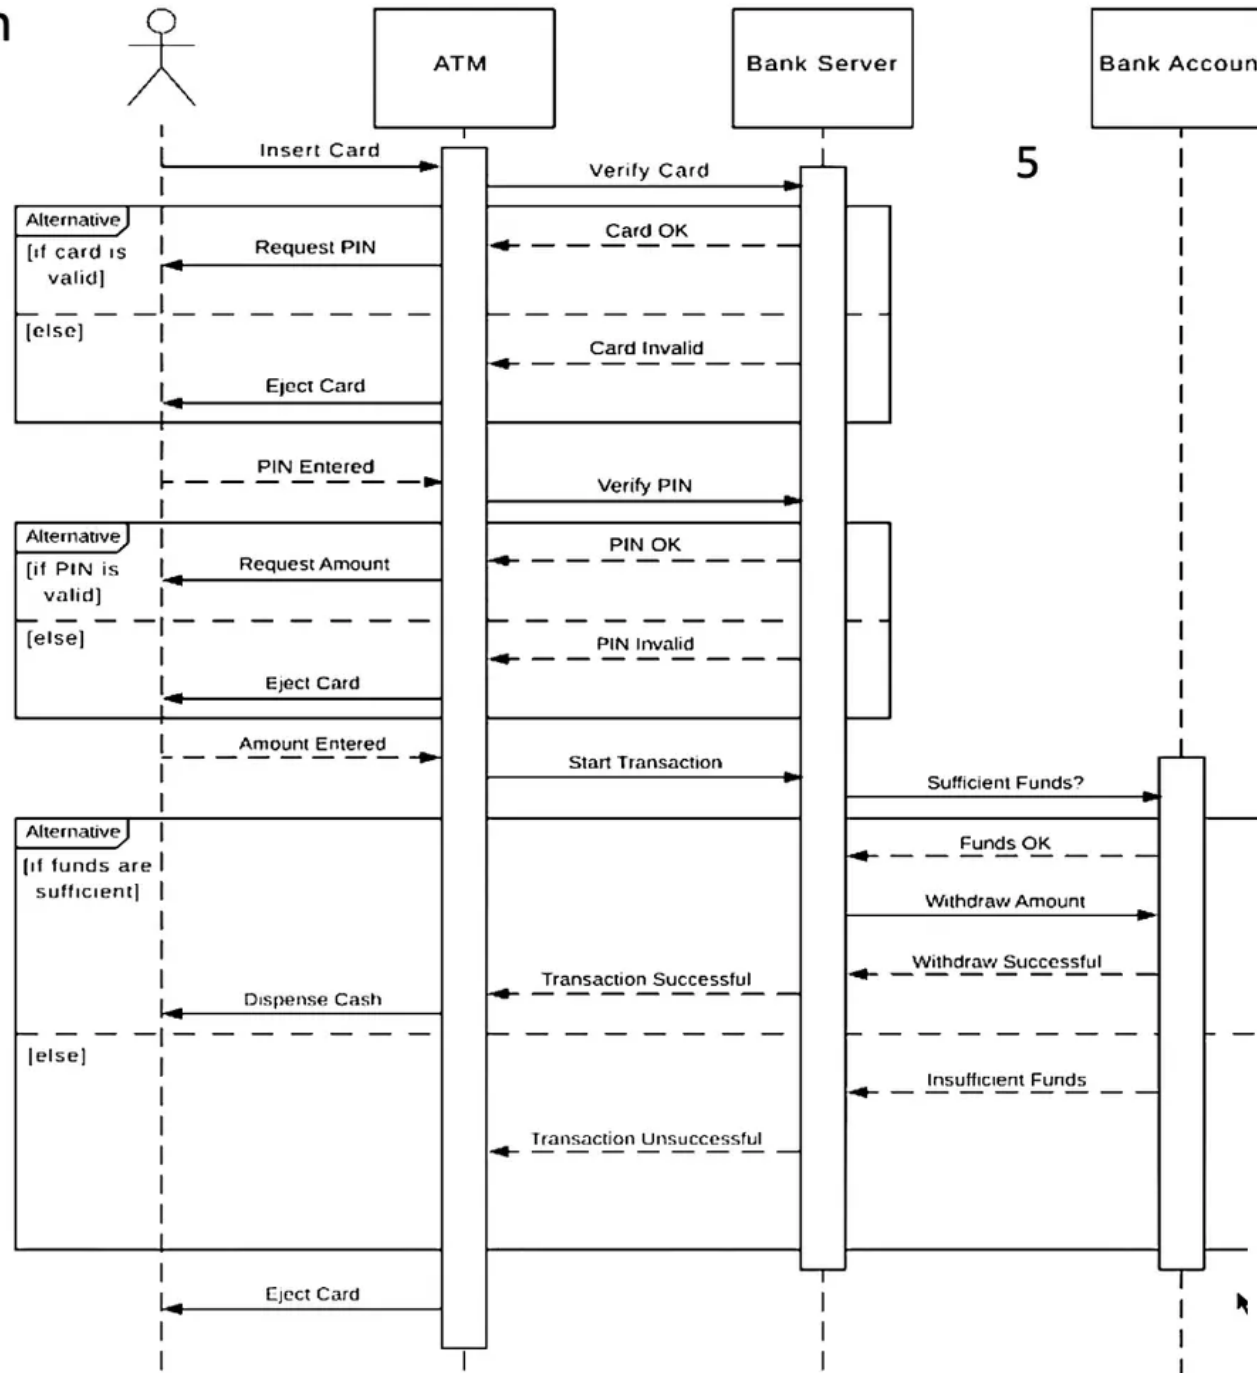 n
ATM
Bank Server
Bank Accoun
5
Insert Card
Verify Card
Alternative
[if card is
valid]
Card OK
Request PIN
[else]
Card Invalid
Eject Card
PIN Entered
Verify PIN
Alternative
[if PIN is
valid]
PIN OK
Request Amount
[else]
PIN Invalid
Eject Card
Amount Entered
Start Transaction
Sufficient Funds?
Alternative
[if funds are
sufficient]
Funds OK
Withdraw Amount
Withdraw Successful
Transaction Successful
Dispense Cash
[else]
Insufficient Funds
Transaction Unsuccessful
Eject Card